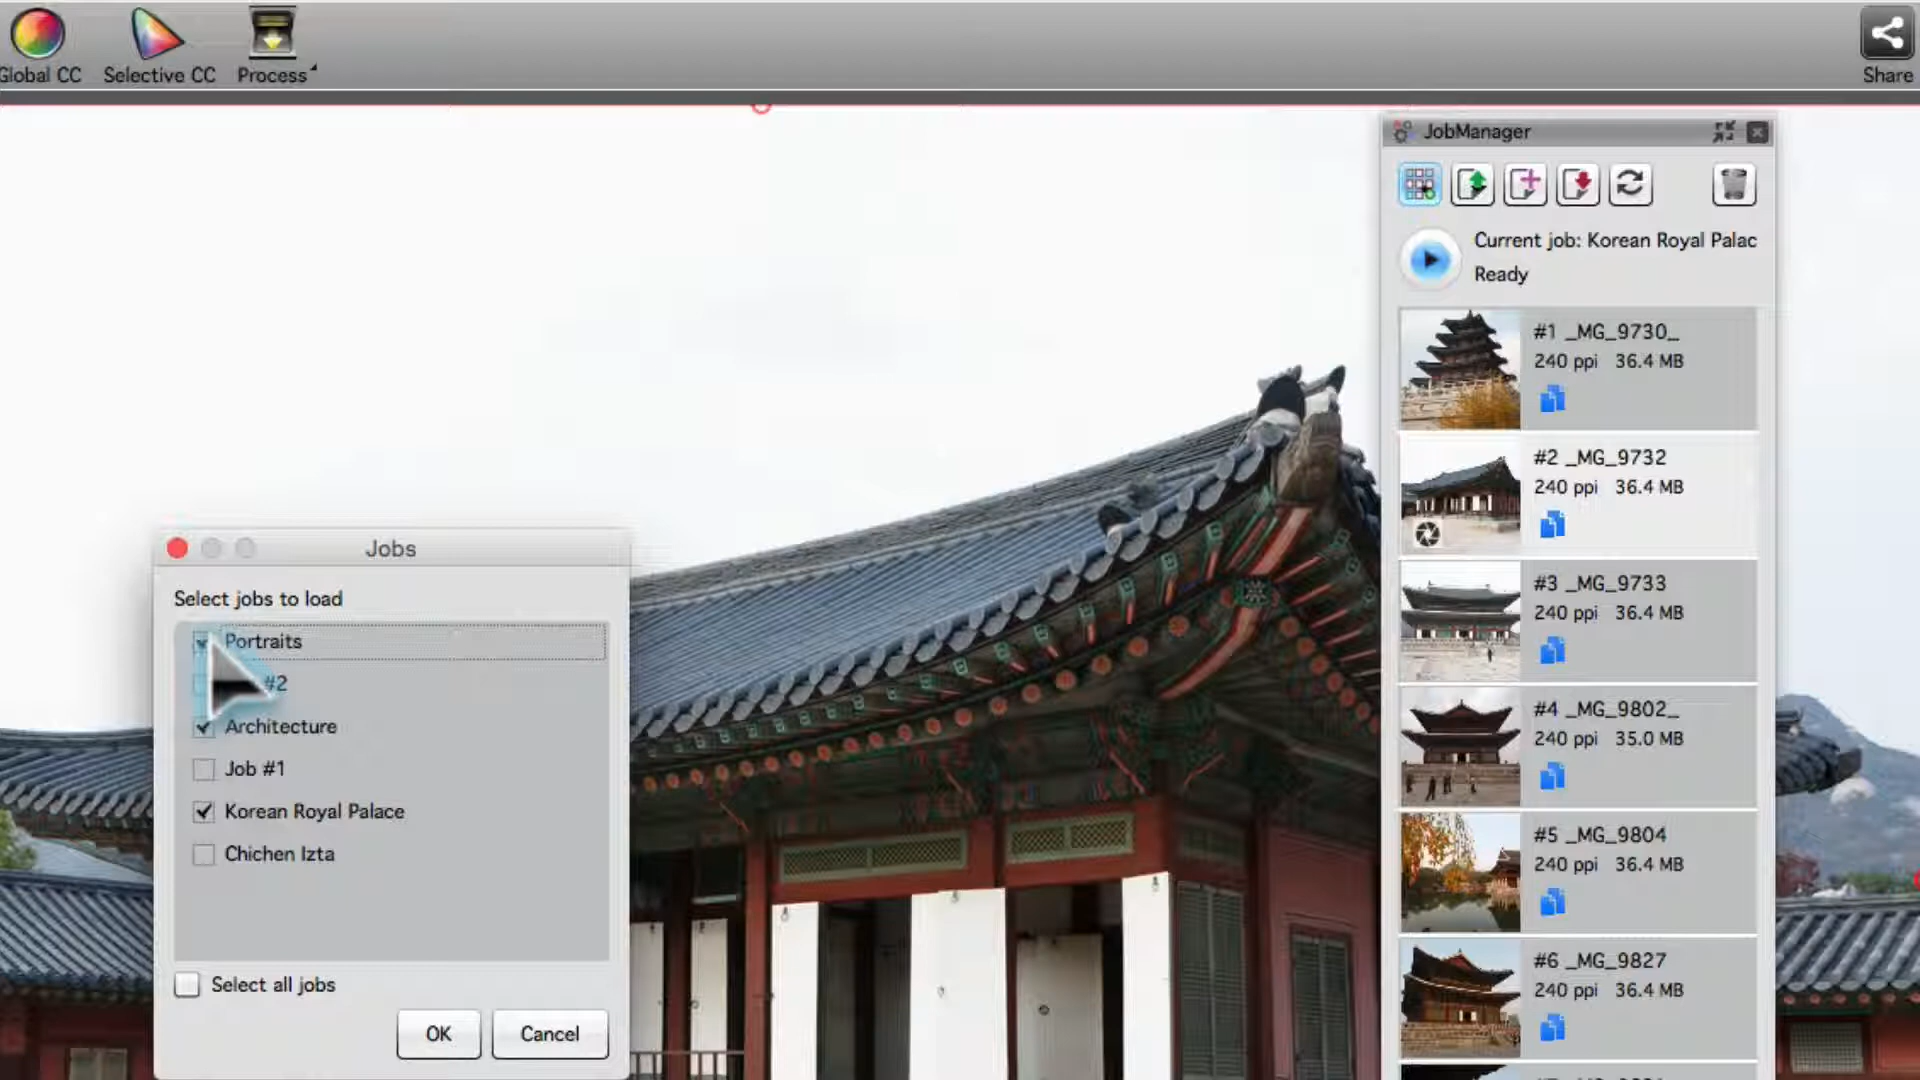 Global CC
Selective CC
Process
Share
JobManager
Current job: Korean Royal Palac
Ready
#1 _MG_9730_
240 ppi 36.4 MB
#2 _MG_9732
240 ppi 36.4 MB
#3 _MG_9733
240 ppi 36.4 MB
#4 _MG_9802_
240 ppi 35.0 MB
#5 _MG_9804
240 ppi 36.4 MB
#6 _MG_9827
240 ppi 36.4 MB
Jobs
Select jobs to load
Portraits
#2
Architecture
Job #1
Korean Royal Palace
Chichen Izta
Select all jobs
OK
Cancel